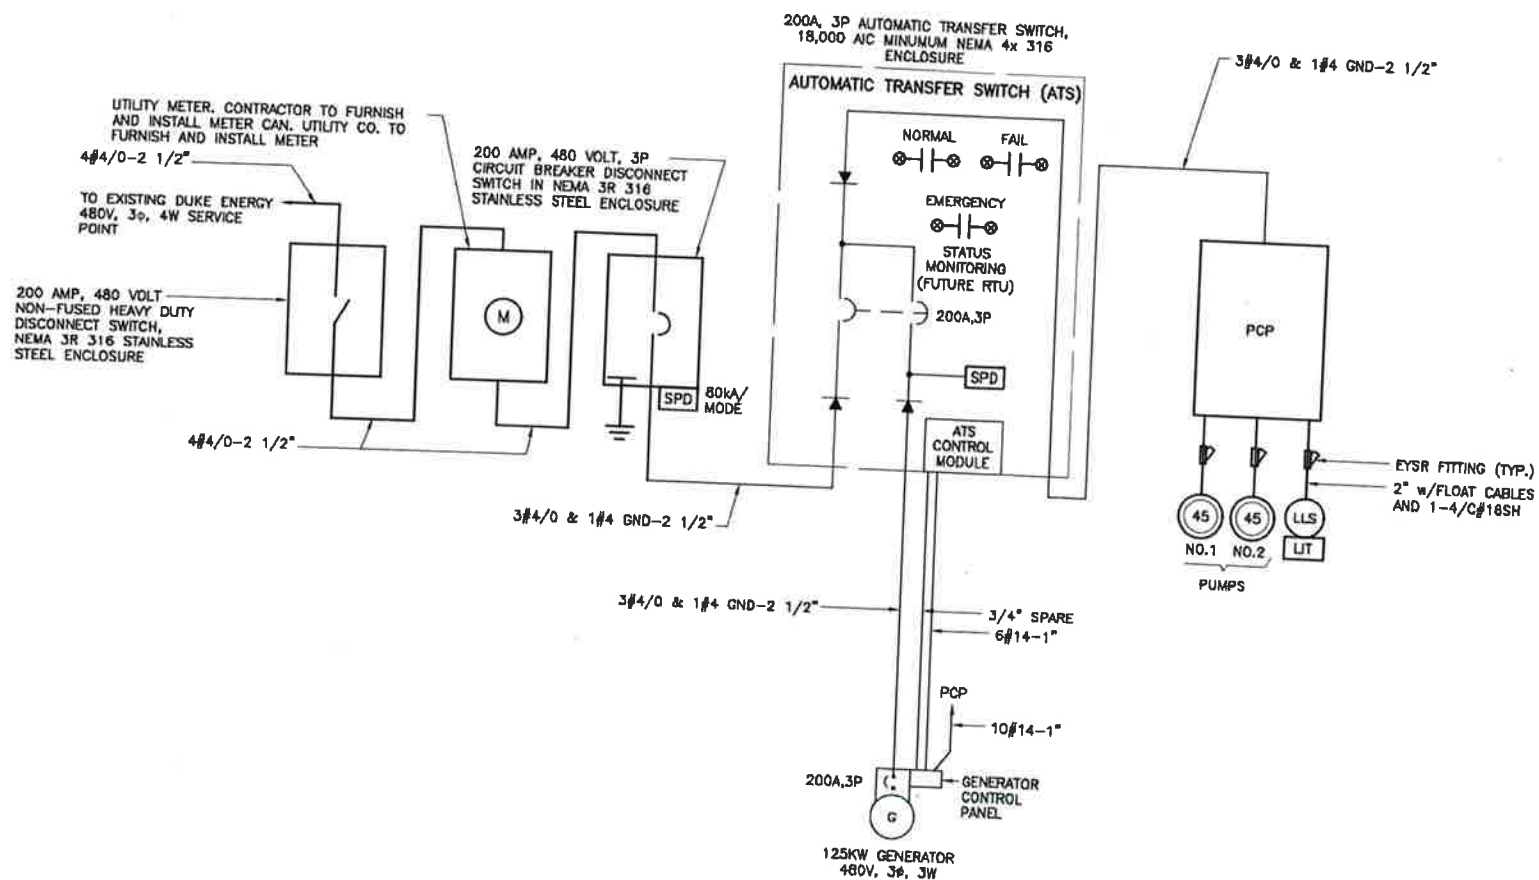 200A, 3P AUTOMATIC TRANSFER SWITCH,
18,000 AIC MINUMUM NEMA 4x 316
ENCLOSURE
AUTOMATIC TRANSFER SWITCH (ATS)
3#4/0 & 1#4 GND-2 1/2"
UTILITY METER. CONTRACTOR TO FURNISH
AND INSTALL METER CAN. UTILITY CO. TO
FURNISH AND INSTALL METER
4#4/0-2 1/2"
TO EXISTING DUKE ENERGY
480V, 3ø, 4W SERVICE
POINT
200 AMP, 480 VOLT
NON-FUSED HEAVY DUTY
DISCONNECT SWITCH,
NEMA 3R 316 STAINLESS
STEEL ENCLOSURE
200 AMP, 480 VOLT, 3P
CIRCUIT BREAKER DISCONNECT
SWITCH IN NEMA 3R 316
STAINLESS STEEL ENCLOSURE
M
SPD
80kA/
MODE
4#4/0-2 1/2"
3#4/0 & 1#4 GND-2 1/2"
NORMAL
FAIL
EMERGENCY
STATUS
MONITORING
(FUTURE RTU)
200A,3P
SPD
ATS
CONTROL
MODULE
PCP
EYSR FITTING (TYP.)
2" w/FLOAT CABLES
AND 1-4/C#18SH
45
45
LLS
NO.1
NO.2
LIT
PUMPS
3#4/0 & 1#4 GND-2 1/2"
3/4" SPARE
6#14-1"
PCP
10#14-1"
200A,3P
GENERATOR
CONTROL
PANEL
G
125KW GENERATOR
480V, 3ø, 3W